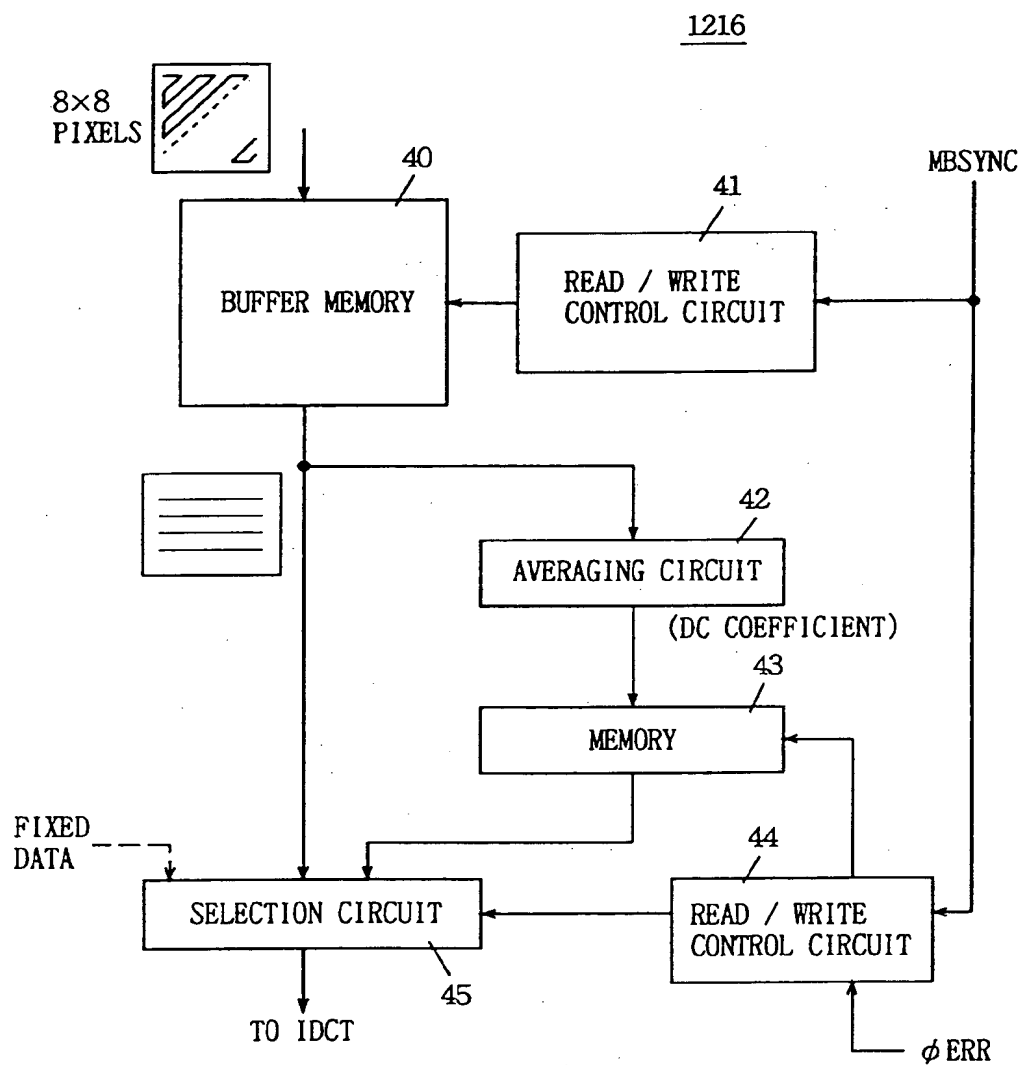 1216
8×8
PIXELS
40
MBSYNC
41
BUFFER MEMORY
READ / WRITE
CONTROL CIRCUIT
42
AVERAGING CIRCUIT
(DC COEFFICIENT)
43
MEMORY
FIXED
DATA
44
SELECTION CIRCUIT
READ / WRITE
CONTROL CIRCUIT
45
TO IDCT
φERR